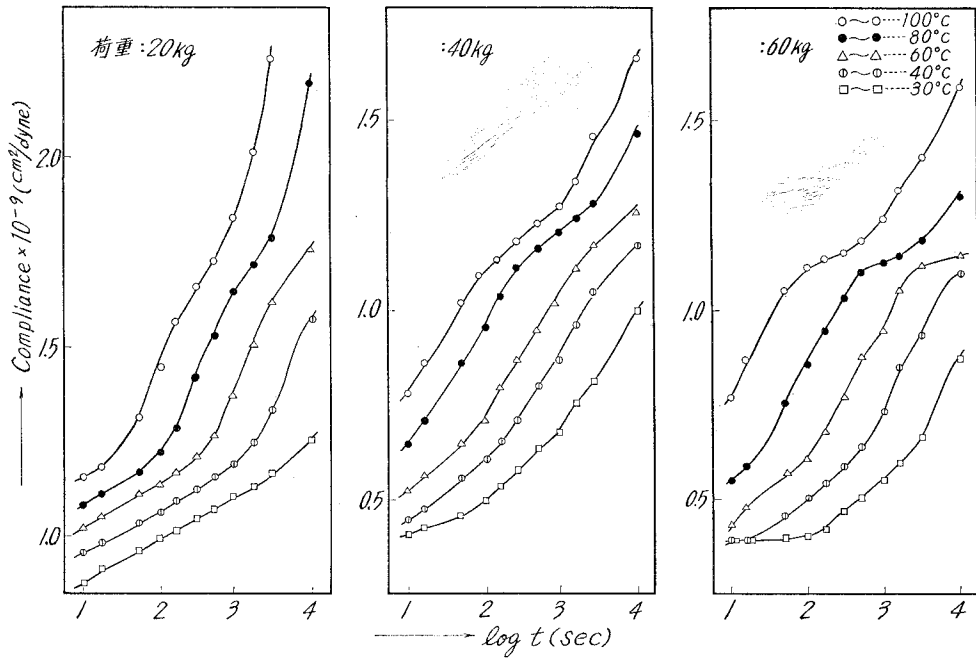 荷重:20kg
:40kg
:60kg
○~○----100°C
●~●----80°C
△~△----60°C
⦶~⦶----40°C
□~□----30°C
2.0
1.5
1.0
1.5
1.0
0.5
1.5
1.0
0.5
→ Compliance × 10⁻⁹ (cm²/dyne)
1 2 3 4
1 2 3 4
1 2 3 4
→ log t (sec)